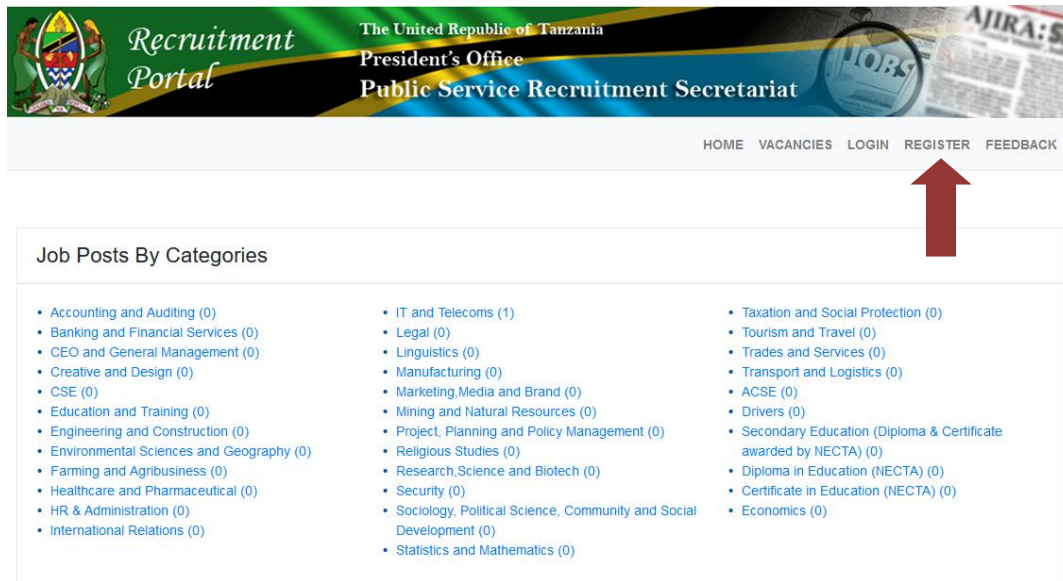 Recruitment
Portal
The United Republic of Tanzania
President's Office
Public Service Recruitment Secretariat
JOBS
AJIRA:
HOME VACANCIES LOGIN REGISTER FEEDBACK
Job Posts By Categories
• Accounting and Auditing (0)
• Banking and Financial Services (0)
• CEO and General Management (0)
• Creative and Design (0)
• CSE (0)
• Education and Training (0)
• Engineering and Construction (0)
• Environmental Sciences and Geography (0)
• Farming and Agribusiness (0)
• Healthcare and Pharmaceutical (0)
• HR & Administration (0)
• International Relations (0)
• IT and Telecoms (1)
• Legal (0)
• Linguistics (0)
• Manufacturing (0)
• Marketing,Media and Brand (0)
• Mining and Natural Resources (0)
• Project, Planning and Policy Management (0)
• Religious Studies (0)
• Research,Science and Biotech (0)
• Security (0)
• Sociology, Political Science, Community and Social
Development (0)
• Statistics and Mathematics (0)
• Taxation and Social Protection (0)
• Tourism and Travel (0)
• Trades and Services (0)
• Transport and Logistics (0)
• ACSE (0)
• Drivers (0)
• Secondary Education (Diploma & Certificate
awarded by NECTA) (0)
• Diploma in Education (NECTA) (0)
• Certificate in Education (NECTA) (0)
• Economics (0)